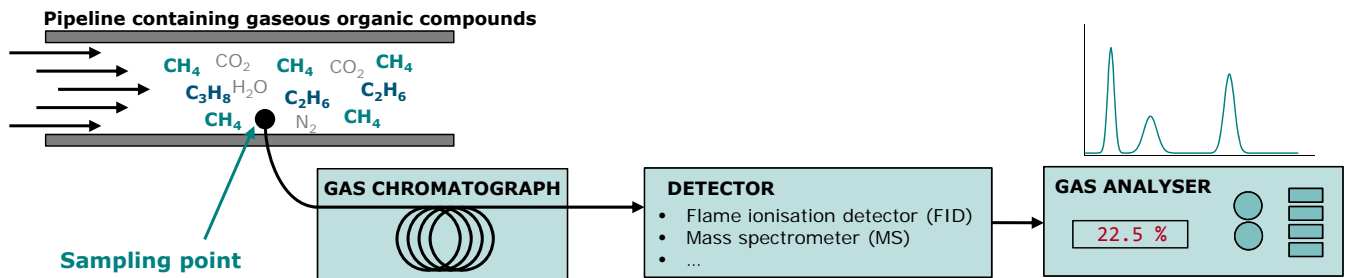 Pipeline containing gaseous organic compounds
CH₄ CO₂ CH₄ CO₂ CH₄
C₃H₈ H₂O C₂H₆ C₂H₆
CH₄ N₂ CH₄
Sampling point
GAS CHROMATOGRAPH
DETECTOR
• Flame ionisation detector (FID)
• Mass spectrometer (MS)
• ...
GAS ANALYSER
22.5 %